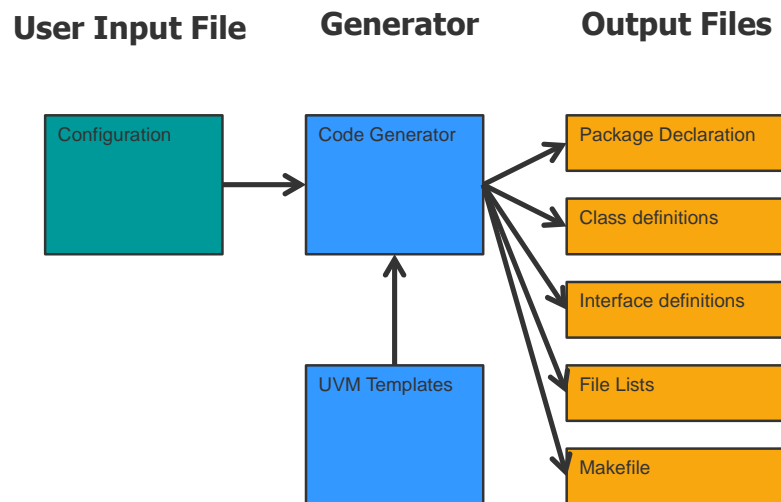 User Input File
Generator
Output Files
Configuration
Code Generator
Package Declaration
Class definitions
Interface definitions
UVM Templates
File Lists
Makefile